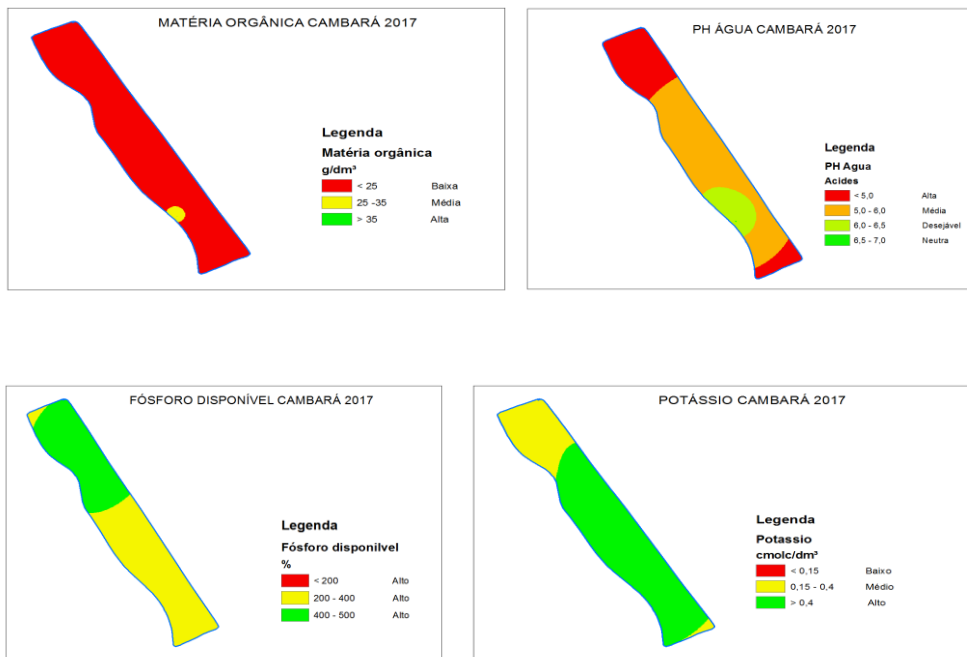 MATÉRIA ORGÂNICA CAMBARÁ 2017
Legenda
Matéria orgânica
g/dm³
< 25 Baixa
25 -35 Média
> 35 Alta
PH ÁGUA CAMBARÁ 2017
Legenda
PH Agua
Acides
< 5,0 Alta
5,0 - 6,0 Média
6,0 - 6,5 Desejável
6,5 - 7,0 Neutra
FÓSFORO DISPONÍVEL CAMBARÁ 2017
Legenda
Fósforo disponilvel
%
< 200 Alto
200 - 400 Alto
400 - 500 Alto
POTÁSSIO CAMBARÁ 2017
Legenda
Potassio
cmolc/dm³
< 0,15 Baixo
0,15 - 0,4 Médio
> 0,4 Alto